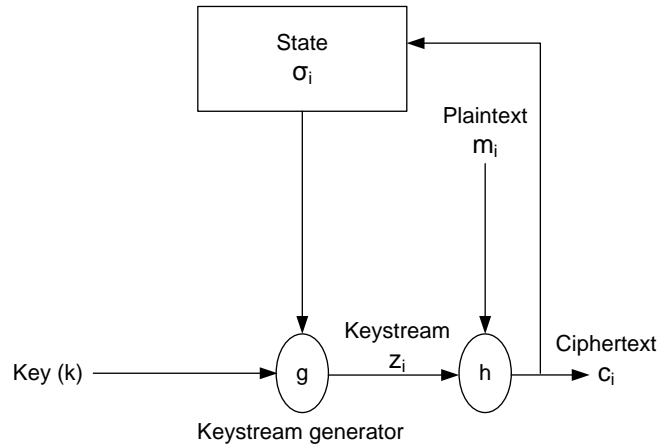 State
σi
Plaintext
mi
Keystream
zi
Ciphertext
ci
Key (k)
g
h
Keystream generator